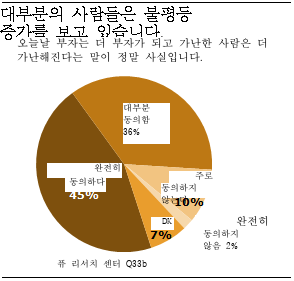 대부분의 사람들은 불평등
증가를 보고 있습니다.
오늘날 부자는 더 부자가 되고 가난한 사람은 더
가난해진다는 말이 정말 사실입니다.
대부분
동의함
36%
완전히
동의하다
45%
주로
동의하지
10%
DK
7%
완전히
동의하지
않음 2%
퓨 리서치 센터 Q33b